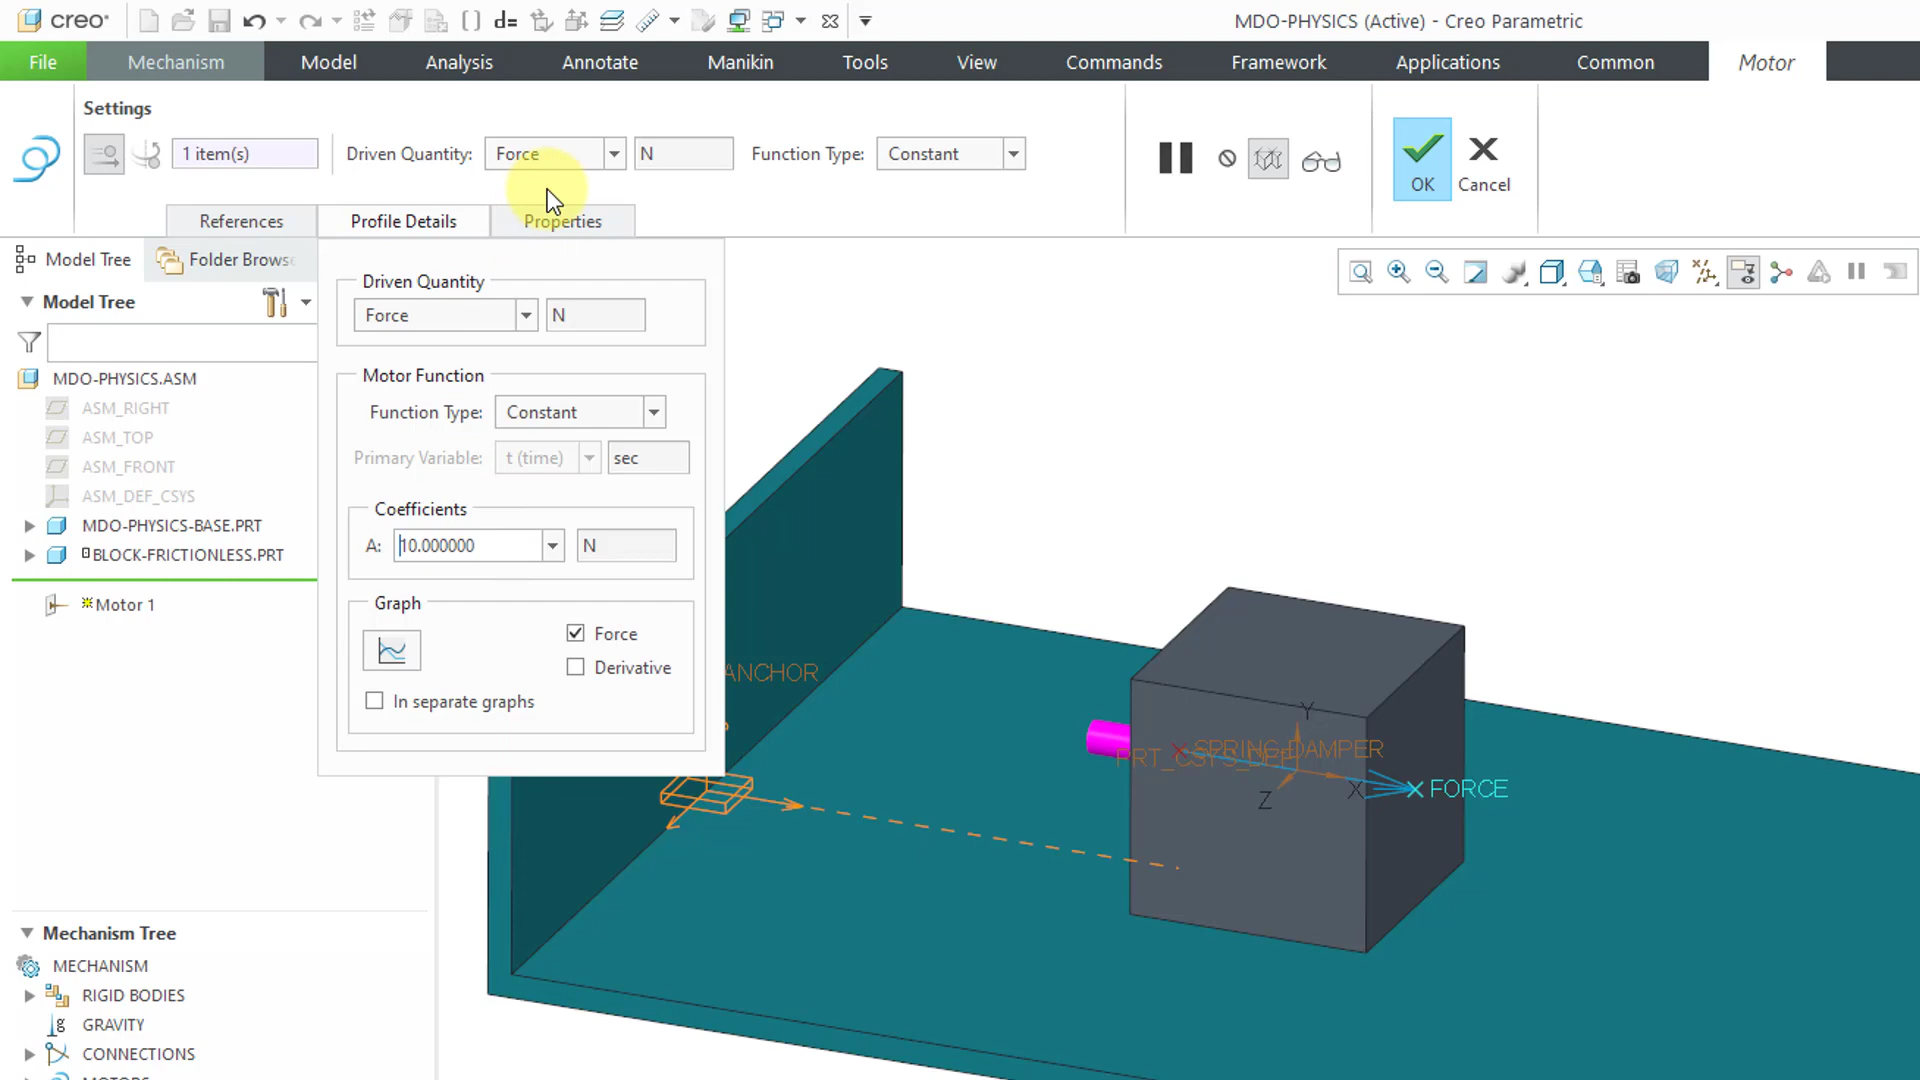 creo°
d=
MDO-PHYSICS (Active) - Creo Parametric
File
Mechanism
Model
Analysis
Annotate
Manikin
Tools
View
Commands
Framework
Applications
Common
Motor
Settings
1 item(s)
Driven Quantity:
Force
N
Function Type:
Constant
OK
Cancel
References
Profile Details
Properties
Model Tree
Folder Browse
Model Tree
MDO-PHYSICS.ASM
ASM_RIGHT
ASM_TOP
ASM_FRONT
ASM_DEF_CSYS
MDO-PHYSICS-BASE.PRT
BLOCK-FRICTIONLESS.PRT
Motor 1
Driven Quantity
Force
N
Motor Function
Function Type:
Constant
Primary Variable:
t (time)
sec
Coefficients
A:
10.000000
N
Graph
Force
Derivative
In separate graphs
ANCHOR
Y
SPRING_DAMPER
PRT_CSYS_DEF
Z
X
FORCE
Mechanism Tree
MECHANISM
RIGID BODIES
g
GRAVITY
CONNECTIONS
MOTORS